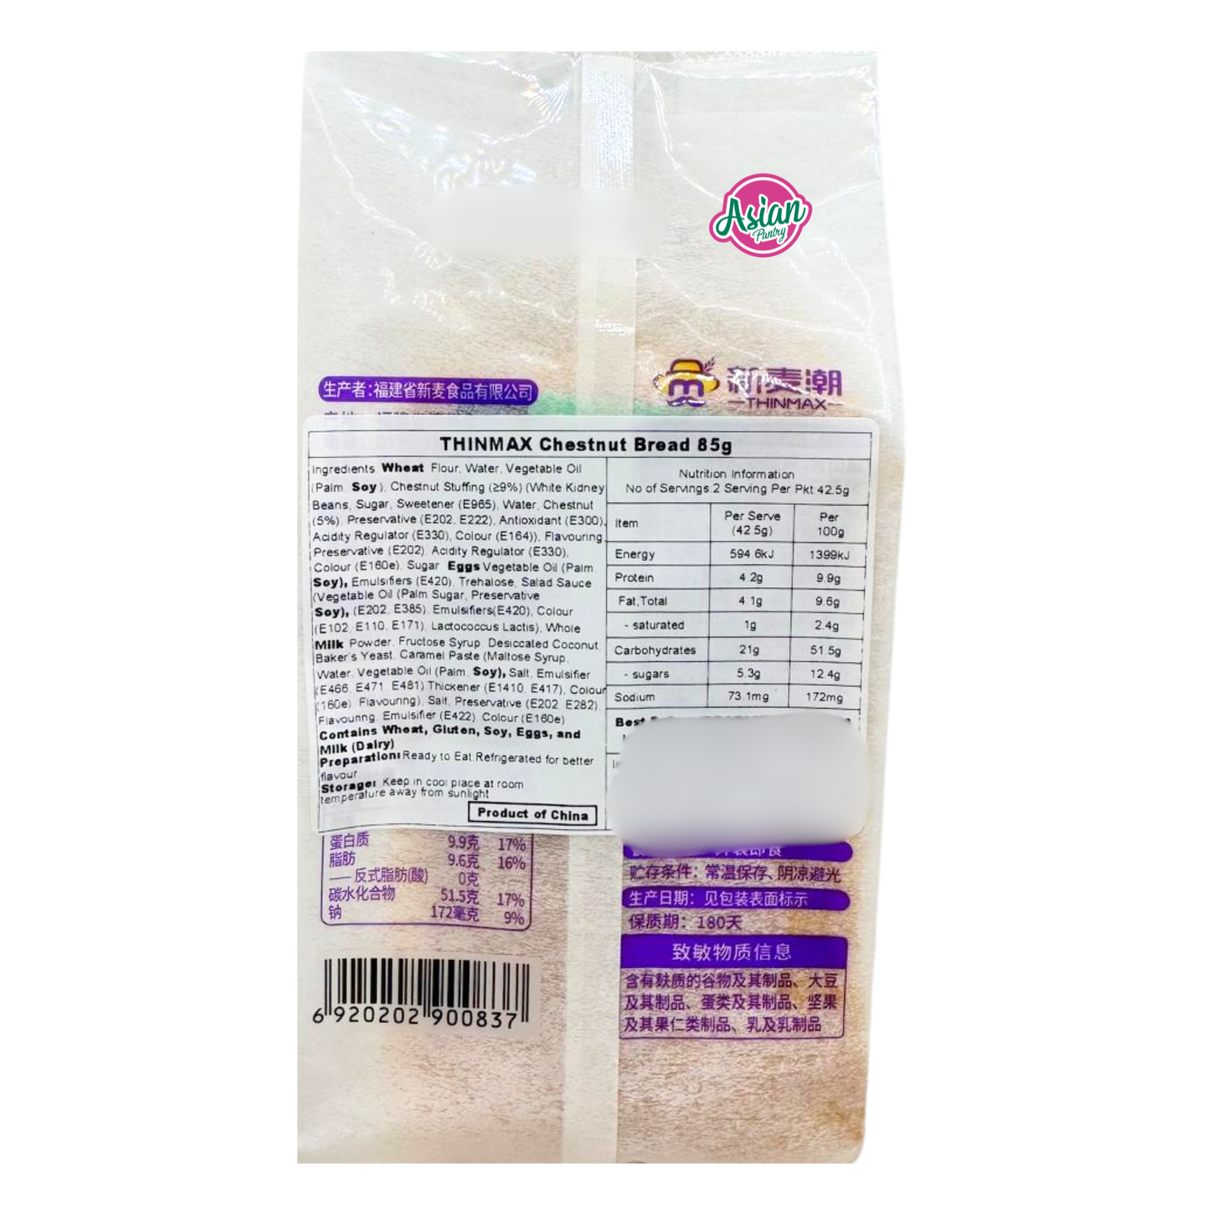 Asian
Pantry
生产者:福建省新麦食品有限公司
新麦潮
THINMAX
THINMAX Chestnut Bread 85g
Ingredients Wheat Flour, Water, Vegetable Oil
(Palm, Soy), Chestnut Stuffing (≥9%) (White Kidney
Beans, Sugar, Sweetener (E965), Water, Chestnut
(5%), Preservative (E202, E222), Antioxidant (E300),
Acidity Regulator (E330), Colour (E164)), Flavouring,
Preservative (E202), Acidity Regulator (E330),
Colour (E160e), Sugar Eggs Vegetable Oil (Palm,
Soy), Emulsifiers (E420), Trehalose, Salad Sauce
(Vegetable Oil (Palm Sugar, Preservative
Soy), (E202, E385), Emulsifiers(E420), Colour
(E102, E110, E171), Lactococcus Lactis), Whole
Milk Powder, Fructose Syrup, Desiccated Coconut,
Baker's Yeast, Caramel Paste (Maltose Syrup,
Water, Vegetable Oil (Palm, Soy), Salt, Emulsifier
(E466, E471, E481) Thickener (E1410, E417), Colour
(160e) Flavouring), Salt, Preservative (E202, E282),
Flavouring, Emulsifier (E422), Colour (E160e)
Contains Wheat, Gluten, Soy, Eggs, and
Milk (Dairy)
Preparation: Ready to Eat.Refrigerated for better
flavour
Storage: Keep in cool place at room
temperature away from sunlight
Product of China
Nutrition Information
No of Servings:2 Serving Per Pkt 42.5g
Item Per Serve (42.5g) Per 100g
Energy 594.6kJ 1399kJ
Protein 4.2g 9.9g
Fat,Total 4.1g 9.6g
- saturated 1g 2.4g
Carbohydrates 21g 51.5g
- sugars 5.3g 12.4g
Sodium 73.1mg 172mg
Best
蛋白质 9.9克 17%
脂肪 9.6克 16%
——反式脂肪(酸) 0克
碳水化合物 51.5克 17%
钠 172毫克 9%
6 920202 900837
贮存条件：常温保存、阴凉避光
生产日期：见包装表面标示
保质期：180天
致敏物质信息
含有麸质的谷物及其制品、大豆
及其制品、蛋类及其制品、坚果
及其果仁类制品、乳及乳制品